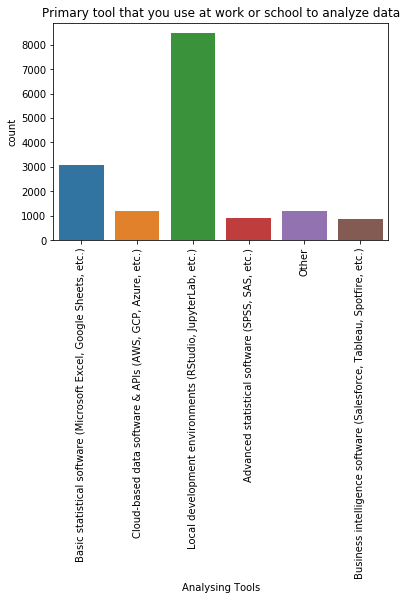 Primary tool that you use at work or school to analyze data
8000
7000
6000
5000
4000
3000
2000
1000
0
count
Basic statistical software (Microsoft Excel, Google Sheets, etc.)
Cloud-based data software & APIs (AWS, GCP, Azure, etc.)
Local development environments (RStudio, JupyterLab, etc.)
Advanced statistical software (SPSS, SAS, etc.)
Other
Business intelligence software (Salesforce, Tableau, Spotfire, etc.)
Analysing Tools